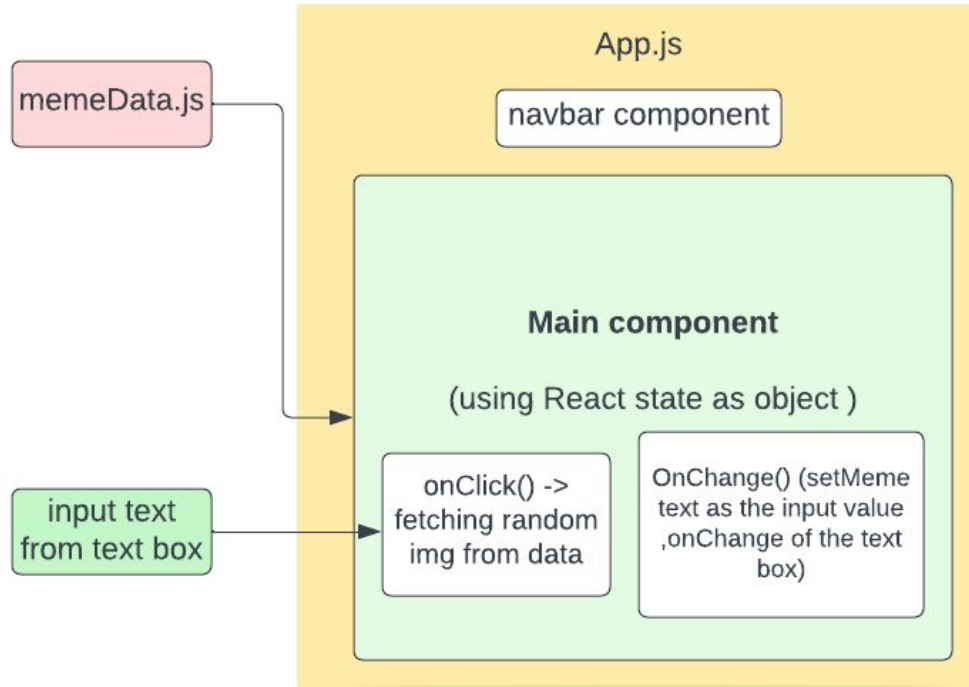 App.js
memeData.js
navbar component
Main component
(using React state as object )
onClick() ->
fetching random
img from data
OnChange() (setMeme
text as the input value
,onChange of the text
box)
input text
from text box